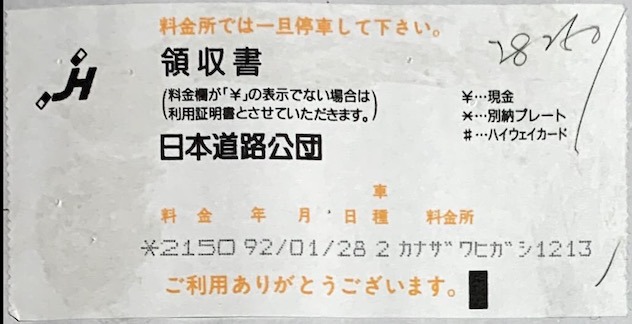 料金所では一旦停車して下さい。
JH
領収書
(料金欄が「¥」の表示でない場合は
利用証明書とさせていただきます。)
¥…現金
*…別納プレート
#…ハイウェイカード
日本道路公団
車
料金 年 月 日 種 料金所
*2150 92/01/28 2 カナザワヒガシ1213
ご利用ありがとうございます。